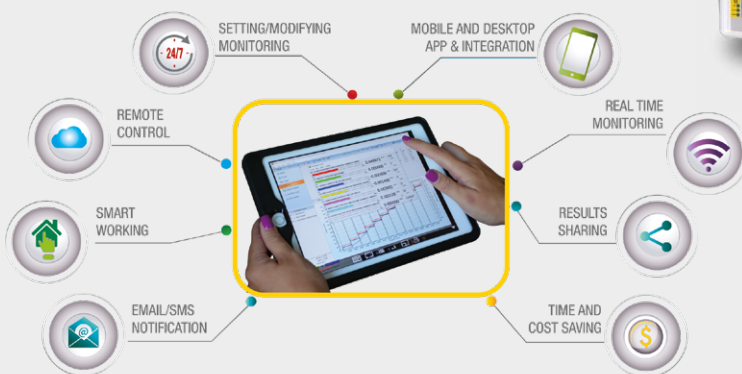 SETTING/MODIFYING
MONITORING
MOBILE AND DESKTOP
APP & INTEGRATION
24/7
REMOTE
CONTROL
REAL TIME
MONITORING
SMART
WORKING
RESULTS
SHARING
EMAIL/SMS
NOTIFICATION
TIME AND
COST SAVING
@
$